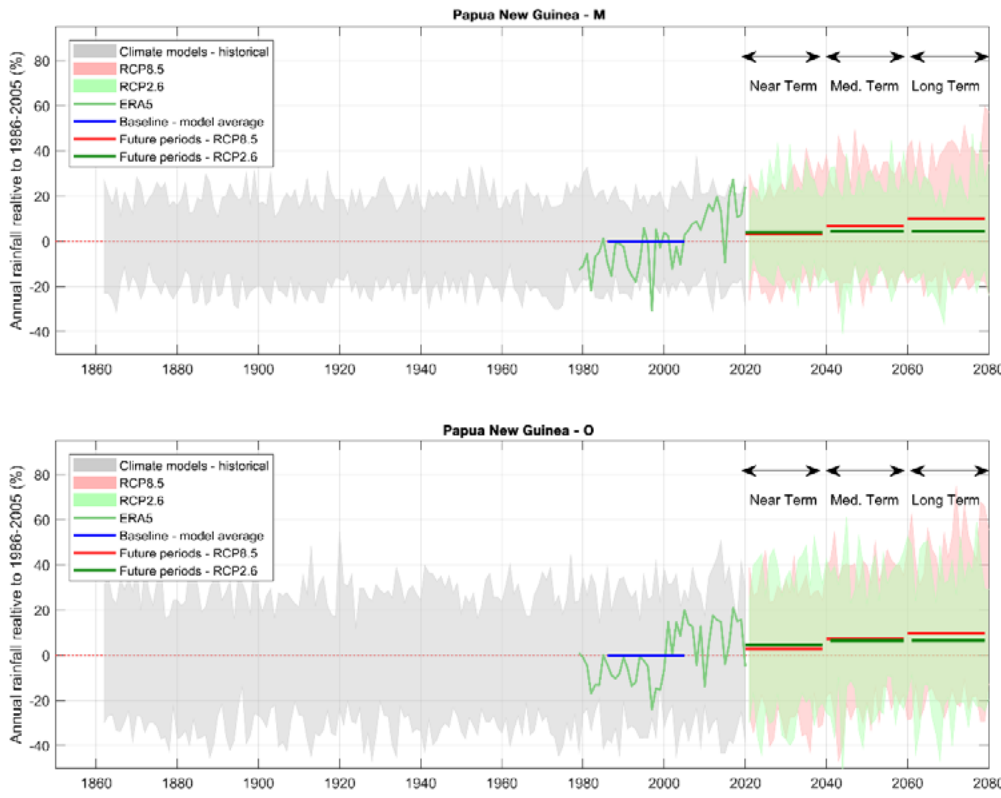 Papua New Guinea - M
Annual rainfall realtive to 1986-2005 (%)
80
60
40
20
0
-20
-40
Climate models - historical
RCP8.5
RCP2.6
ERA5
Baseline - model average
Future periods - RCP8.5
Future periods - RCP2.6
Near Term
Med. Term
Long Term
1860
1880
1900
1920
1940
1960
1980
2000
2020
2040
2060
2080
Papua New Guinea - O
Annual rainfall realtive to 1986-2005 (%)
80
60
40
20
0
-20
-40
Climate models - historical
RCP8.5
RCP2.6
ERA5
Baseline - model average
Future periods - RCP8.5
Future periods - RCP2.6
Near Term
Med. Term
Long Term
1860
1880
1900
1920
1940
1960
1980
2000
2020
2040
2060
2080